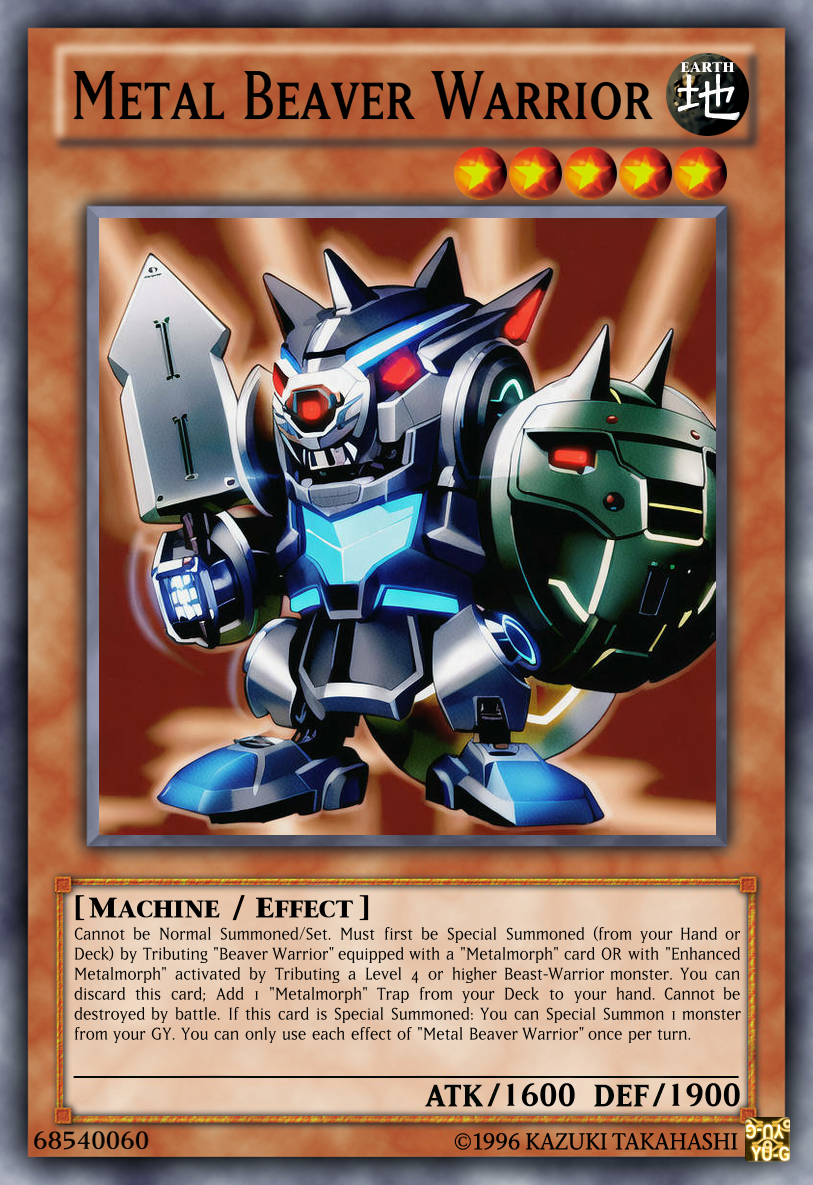 Metal Beaver Warrior
EARTH
地
[Machine / Effect]
Cannot be Normal Summoned/Set. Must first be Special Summoned (from your Hand or
Deck) by Tributing "Beaver Warrior" equipped with a "Metalmorph" card OR with "Enhanced
Metalmorph" activated by Tributing a Level 4 or higher Beast-Warrior monster. You can
discard this card; Add 1 "Metalmorph" Trap from your Deck to your hand. Cannot be
destroyed by battle. If this card is Special Summoned: You can Special Summon 1 monster
from your GY. You can only use each effect of "Metal Beaver Warrior" once per turn.
ATK/1600 DEF/1900
68540060
©1996 KAZUKI TAKAHASHI